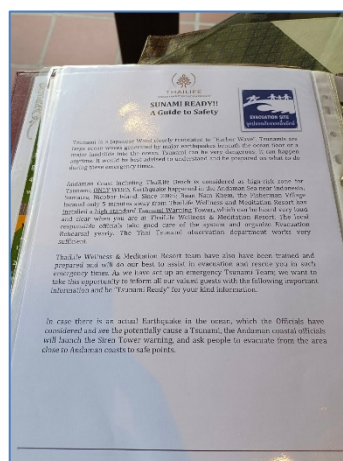 THAILIFE
SUNAMI READY!!
A Guide to Safety
EVACUATION SITE
Tsunami is a Japanese Word closely translated to "Harbor Wave". Tsunamis are
large ocean waves generated by major earthquakes beneath the ocean floor or a
major landslide into the ocean. Tsunami can be very dangerous. It can happen
anytime. It would be best advised to understand and be prepared on what to do
during these emergency times.
Andaman Coast including ThaiLife Beach is considered as high risk zone for
Tsunami, ONLY WHEN Earthquake happened in the Andaman Sea near Indonesia,
Sumatra, Nicobar Island. Since Baan Nam Khem, the Fisherman Village
located only 5 minutes away from ThaiLife Wellness and Meditation Resort has
installed a high standard Tsunami Warning Tower, which can be heard very loud
and clear when you are at ThaiLife Wellness & Meditation Resort. The local
responsible officials take good care of the system and organize Evacuation
Rehearsal yearly. The Thai Tsunami observation department works very
sufficient.
ThaiLife Wellness & Meditation Resort team have also have been trained and
prepared and will do our best to assist in evacuation and rescue you in such
emergency times. As we have set up an emergency Tsunami Team; we want to
take this opportunity to inform all our valued guests with the following important
information and be "Tsunami Ready" for your kind information.
In case there is an actual Earthquake in the ocean, which the Officials have
considered and see the potentially cause a Tsunami, the Andaman coastal officials
will launch the Siren Tower warning, and ask people to evacuate from the area
close to Andaman coasts to safe points.